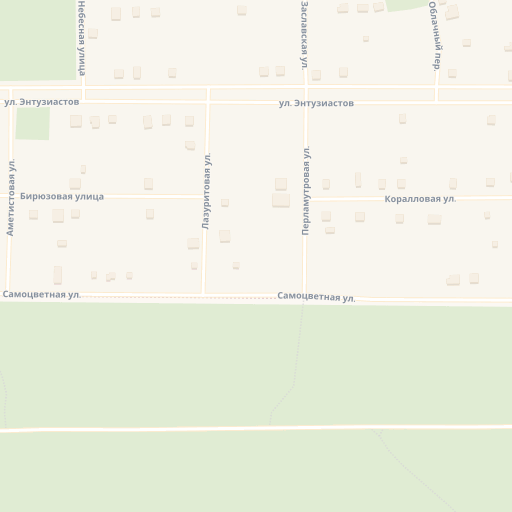 Небесная улица
Заславская ул.
Облачный пер
ул. Энтузиастов
ул. Энтузиастов
Аметистовая ул.
Лазуритовая ул.
Перламутровая ул.
Бирюзовая улица
Коралловая ул.
Самоцветная ул.
Самоцветная ул.